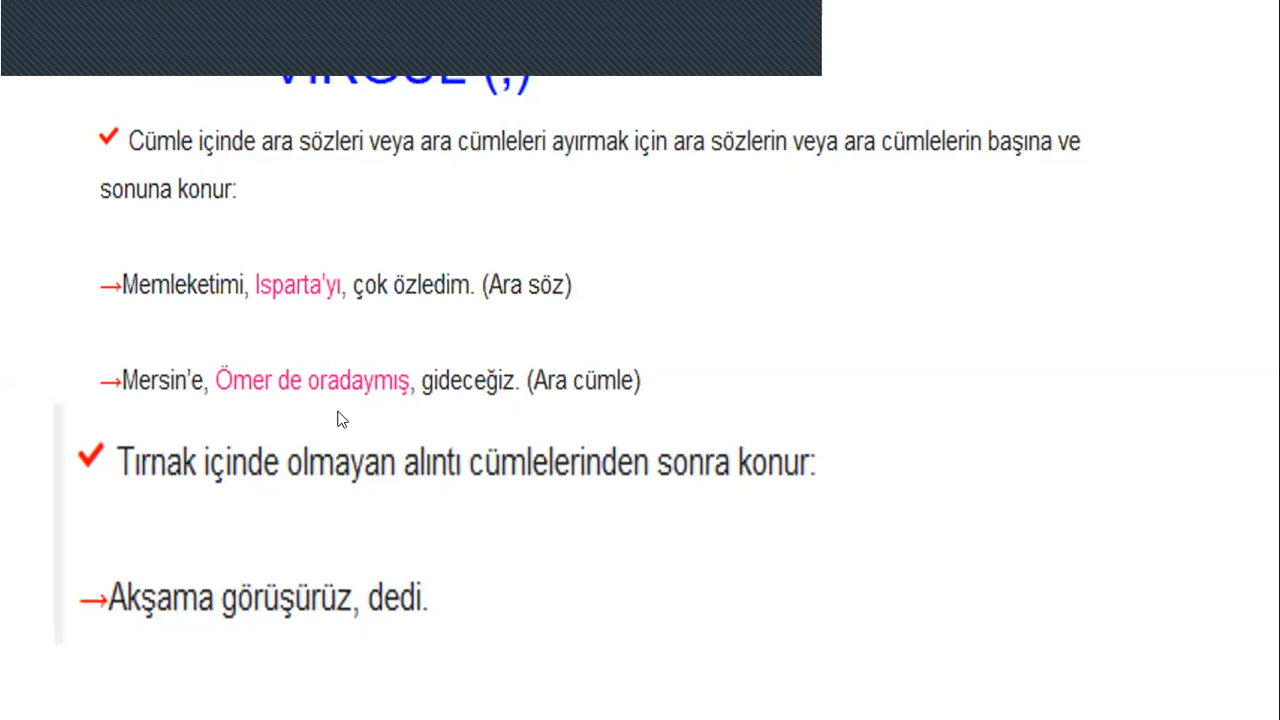 VİRGÜL (,)
✓ Cümle içinde ara sözleri veya ara cümleleri ayırmak için ara sözlerin veya ara cümlelerin başına ve
sonuna konur:
→Memleketimi, Isparta'yı, çok özledim. (Ara söz)
→Mersin'e, Ömer de oradaymış, gideceğiz. (Ara cümle)
✓ Tırnak içinde olmayan alıntı cümlelerinden sonra konur:
→Akşama görüşürüz, dedi.